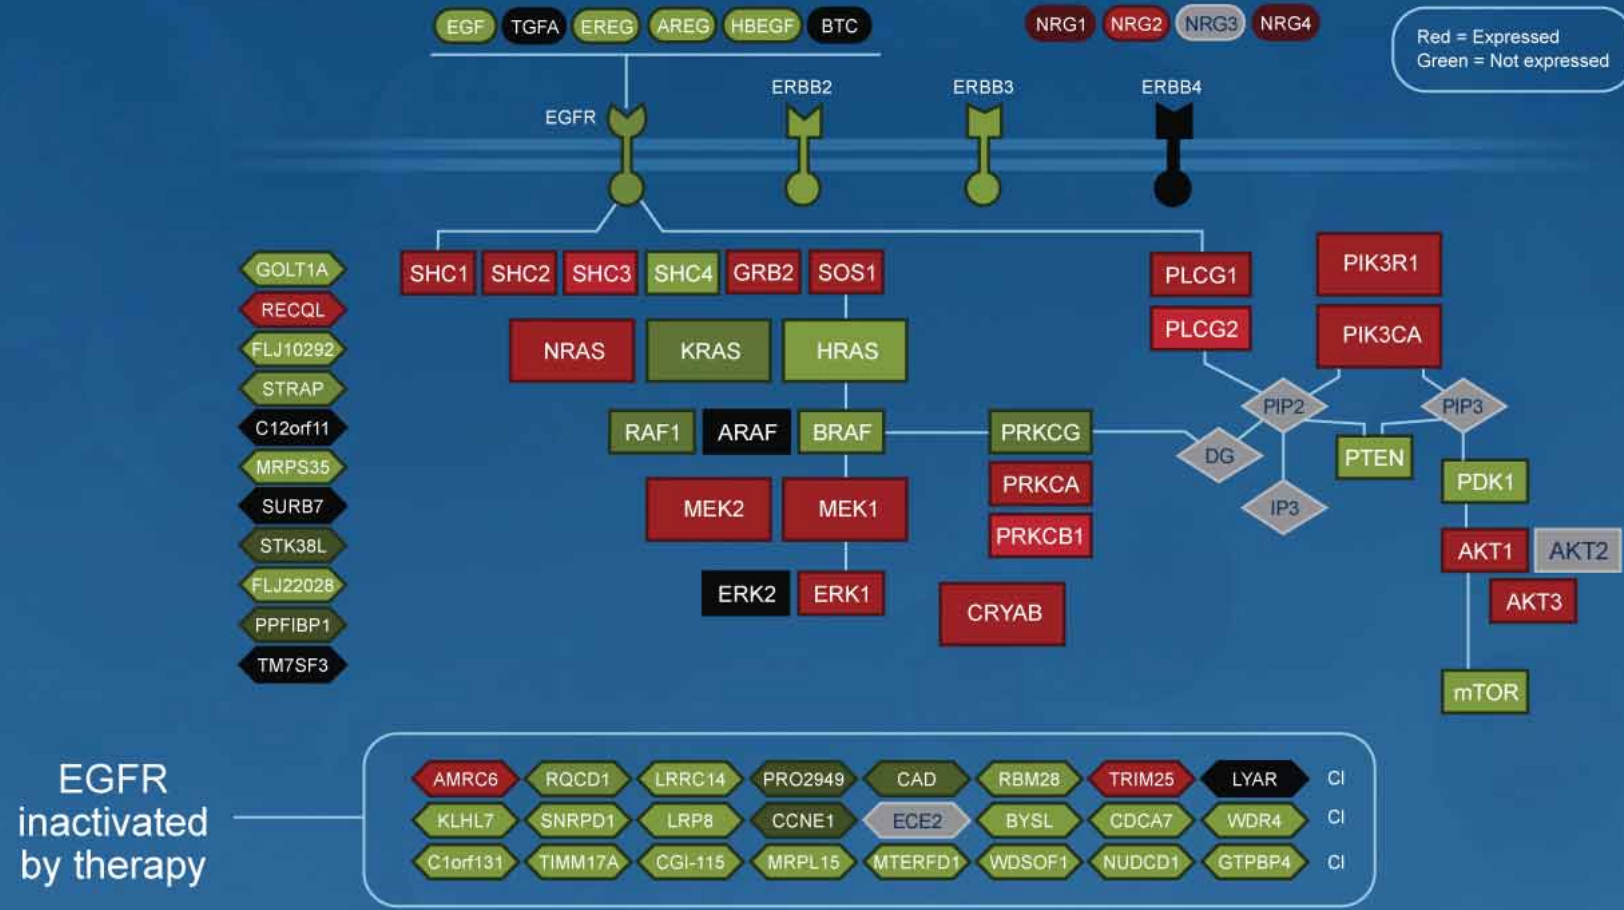 EGF TGFA EREG AREG HBEGF BTC
NRG1 NRG2 NRG3 NRG4
Red = Expressed
Green = Not expressed
EGFR
ERBB2
ERBB3
ERBB4
GOLT1A
RECQL
FLJ10292
STRAP
C12orf11
MRPS35
SURB7
STK38L
FLJ22028
PPFIBP1
TM7SF3
SHC1 SHC2 SHC3 SHC4 GRB2 SOS1
NRAS KRAS HRAS
RAF1 ARAF BRAF
MEK2 MEK1
ERK2 ERK1
PRKCG
PRKCA
PRKCB1
CRYAB
PLCG1
PLCG2
PIK3R1
PIK3CA
PIP2
PIP3
DG
IP3
PTEN
PDK1
AKT1 AKT2
AKT3
mTOR
EGFR
inactivated
by therapy
AMRC6 RQCD1 LRRC14 PRO2949 CAD RBM28 TRIM25 LYAR CI
KLHL7 SNRPD1 LRP8 CCNE1 ECE2 BYSL CDCA7 WDR4 CI
C1orf131 TIMM17A CGI-115 MRPL15 MTERFD1 WDSOF1 NUDCD1 GTPBP4 CI